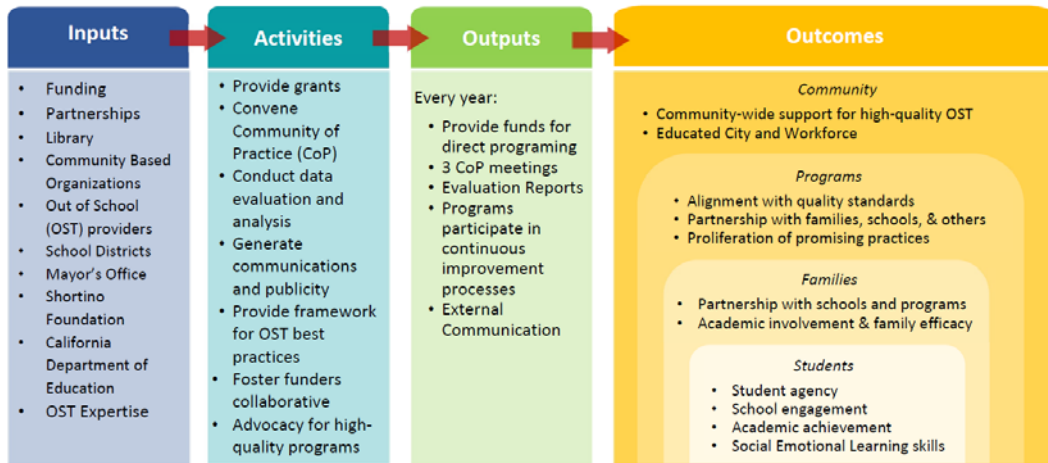 Inputs
Funding
Partnerships
Library
Community Based
Organizations
Out of School
(OST) providers
School Districts
Mayor's Office
Shortino
Foundation
California
Department of
Education
OST Expertise
Activities
Provide grants
Convene
Community of
Practice (CoP)
Conduct data
evaluation and
analysis
Generate
communications
and publicity
Provide framework
for OST best
practices
Foster funders
collaborative
Advocacy for high-
quality programs
Outputs
Every year:
Provide funds for
direct programing
3 CoP meetings
Evaluation Reports
Programs
participate in
continuous
improvement
processes
External
Communication
Outcomes
Community
Community-wide support for high-quality OST
Educated City and Workforce
Programs
Alignment with quality standards
Partnership with families, schools, & others
Proliferation of promising practices
Families
Partnership with schools and programs
Academic involvement & family efficacy
Students
Student agency
School engagement
Academic achievement
Social Emotional Learning skills